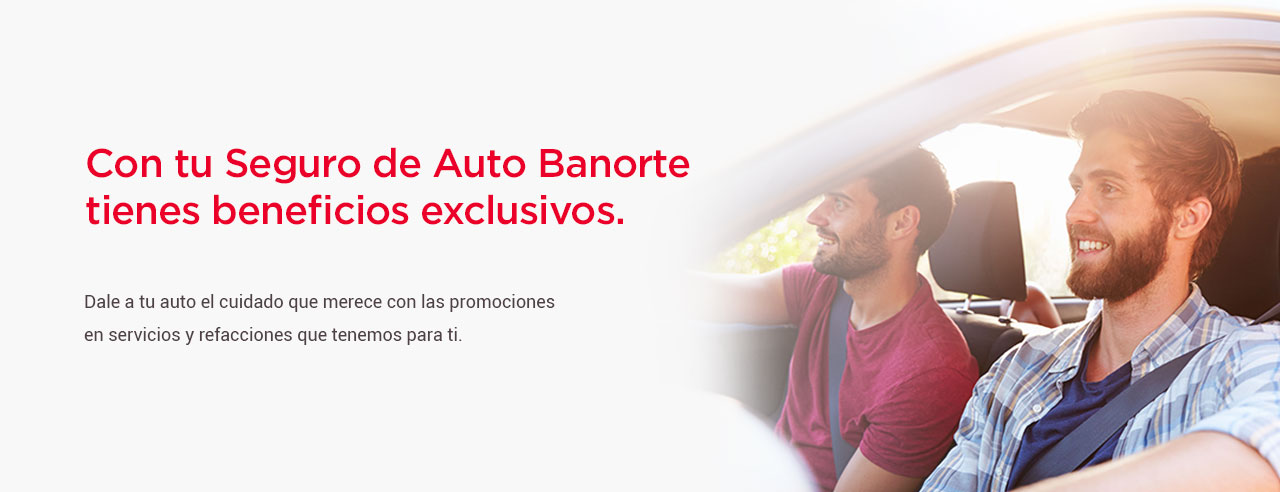 Con tu Seguro de Auto Banorte
tienes beneficios exclusivos.
Dale a tu auto el cuidado que merece con las promociones
en servicios y refacciones que tenemos para ti.